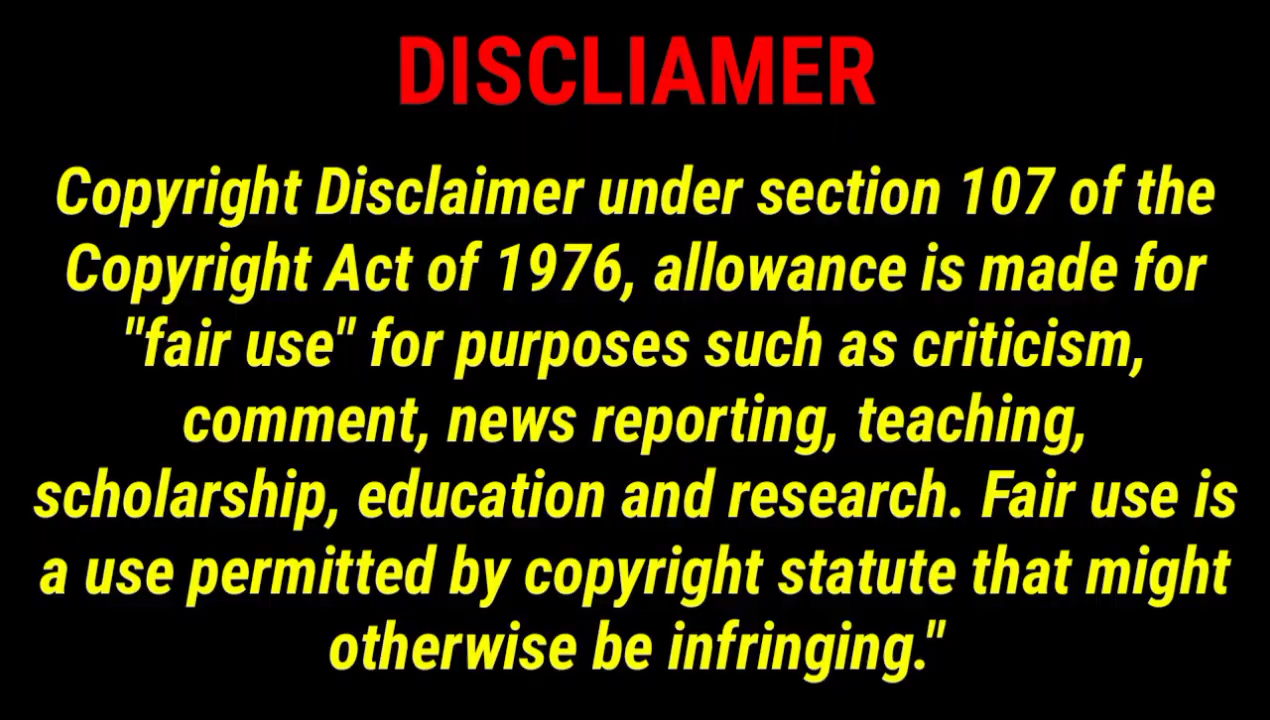 DISCLIAMER
Copyright Disclaimer under section 107 of the
Copyright Act of 1976, allowance is made for
"fair use" for purposes such as criticism,
comment, news reporting, teaching,
scholarship, education and research. Fair use is
a use permitted by copyright statute that might
otherwise be infringing."